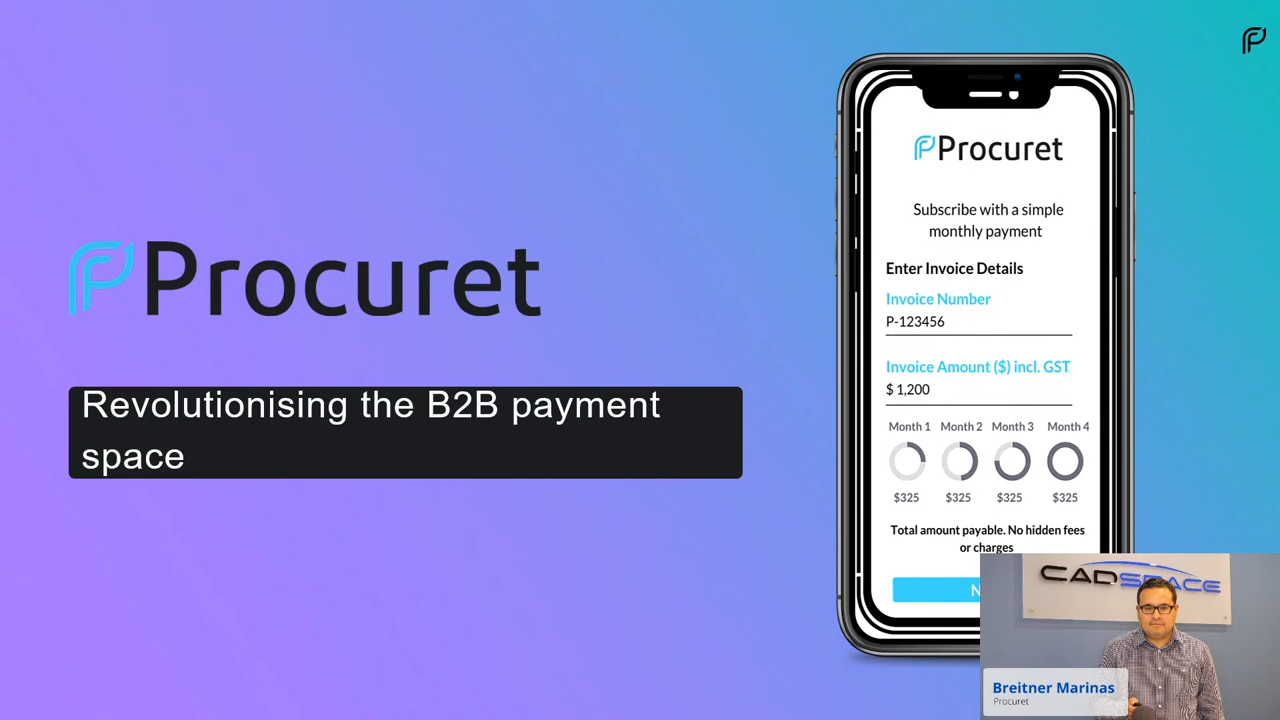 Procuret
Revolutionising the B2B payment
space
Procuret
Subscribe with a simple
monthly payment
Enter Invoice Details
Invoice Number
P-123456
Invoice Amount ($) incl. GST
$ 1,200
Month 1 Month 2 Month 3 Month 4
$325 $325 $325 $325
Total amount payable. No hidden fees
or charges
CADSPACE
Breitner Marinas
Procuret